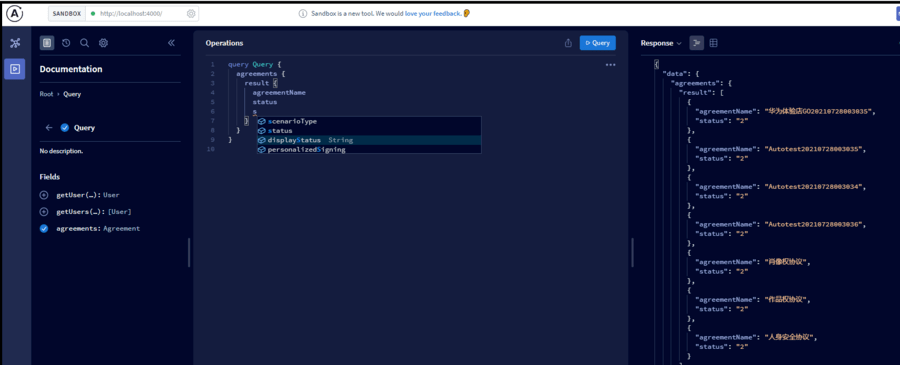 SANDBOX http://localhost:4000/
Sandbox is a new tool. We would love your feedback.
Documentation
Root > Query
Query
No description.
Fields
getUser(…): User
getUsers(…): [User]
agreements: Agreement
Operations
Query
1 query Query {
2 agreements {
3 result {
4 agreementName
5 status
6 s
7 }
8 }
9 }
10
scenarioType
status
displayStatus String
personalizedSigning
Response
{
"data": {
"agreements": {
"result": [
{
"agreementName": "华为体验店GO20210728003035",
"status": "2"
},
{
"agreementName": "Autotest20210728003035",
"status": "2"
},
{
"agreementName": "Autotest20210728003034",
"status": "2"
},
{
"agreementName": "Autotest20210728003036",
"status": "2"
},
{
"agreementName": "肖像权协议",
"status": "2"
},
{
"agreementName": "作品权协议",
"status": "2"
},
{
"agreementName": "人身安全协议",
"status": "2"
}